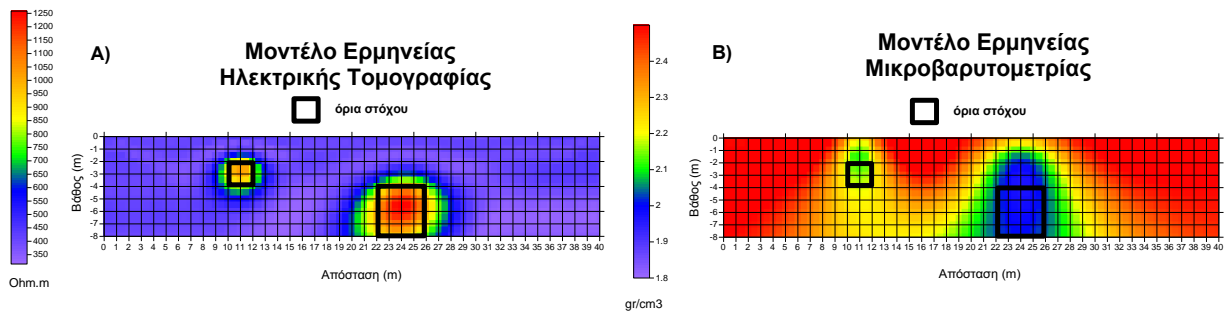 A)
Μοντέλο Ερμηνείας
Ηλεκτρικής Τομογραφίας
όρια στόχου
1250
1200
1150
1100
1050
1000
950
900
850
800
750
700
650
600
550
500
450
400
350
Ohm.m
Βάθος (m)
0
-1
-2
-3
-4
-5
-6
-7
-8
0 1 2 3 4 5 6 7 8 9 10 11 12 13 14 15 16 17 18 19 20 21 22 23 24 25 26 27 28 29 30 31 32 33 34 35 36 37 38 39 40
Απόσταση (m)
B)
Μοντέλο Ερμηνείας
Μικροβαρυτομετρίας
όρια στόχου
2.4
2.3
2.2
2.1
2
1.9
1.8
gr/cm3
Βάθος (m)
0
-1
-2
-3
-4
-5
-6
-7
-8
0 1 2 3 4 5 6 7 8 9 10 11 12 13 14 15 16 17 18 19 20 21 22 23 24 25 26 27 28 29 30 31 32 33 34 35 36 37 38 39 40
Απόσταση (m)